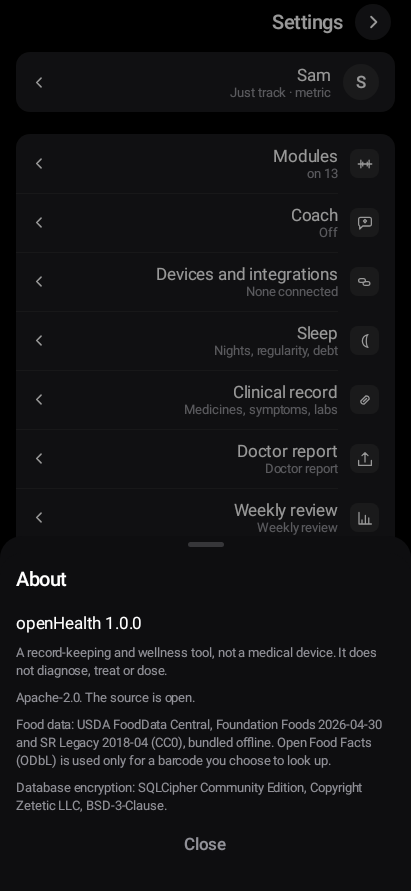 Settings
Sam
Just track · metric
S
Modules
on 13
Coach
Off
Devices and integrations
None connected
Sleep
Nights, regularity, debt
Clinical record
Medicines, symptoms, labs
Doctor report
Doctor report
Weekly review
Weekly review
About
openHealth 1.0.0
A record-keeping and wellness tool, not a medical device. It does
not diagnose, treat or dose.
Apache-2.0. The source is open.
Food data: USDA FoodData Central, Foundation Foods 2026-04-30
and SR Legacy 2018-04 (CC0), bundled offline. Open Food Facts
(ODbL) is used only for a barcode you choose to look up.
Database encryption: SQLCipher Community Edition, Copyright
Zetetic LLC, BSD-3-Clause.
Close